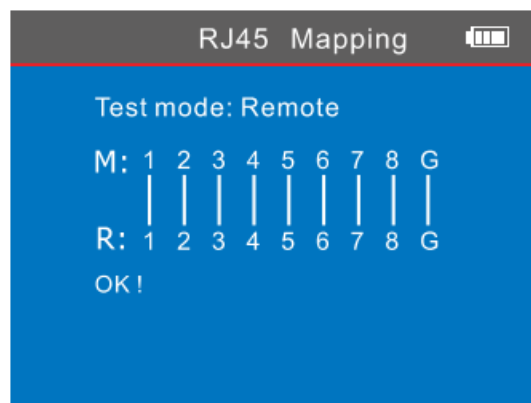 RJ45 Mapping
Test mode: Remote
M: 1 2 3 4 5 6 7 8 G
R: 1 2 3 4 5 6 7 8 G
OK!